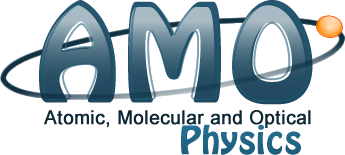 AMO
Atomic, Molecular and Optical
Physics